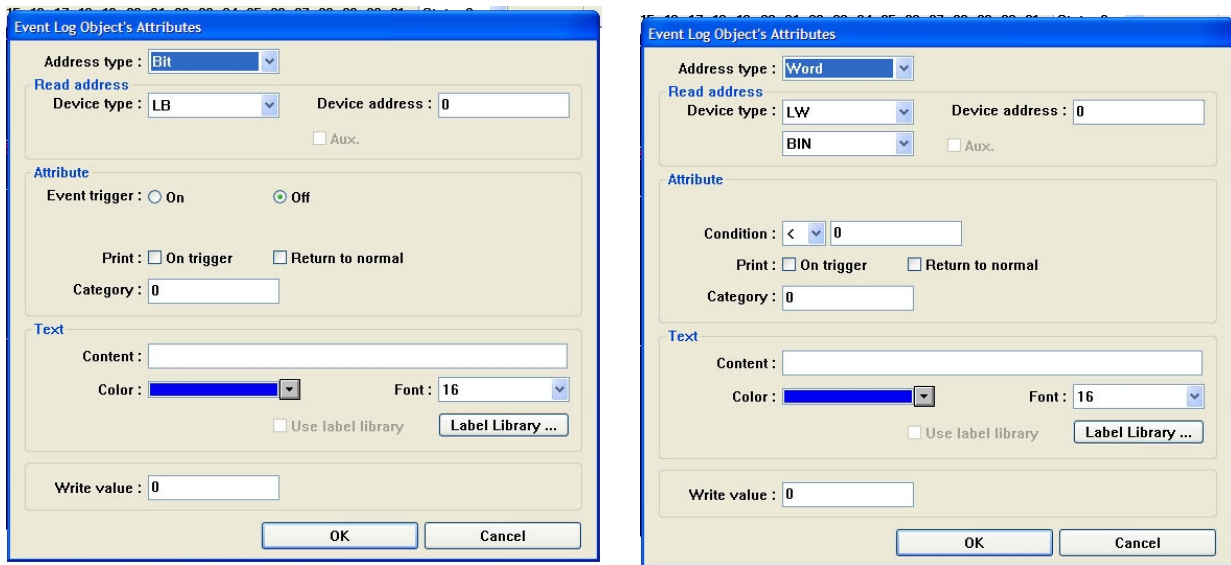 Event Log Object's Attributes
Address type : Bit
Read address
Device type : LB
Device address : 0
Aux.
Attribute
Event trigger : On Off
Print : On trigger Return to normal
Category : 0
Text
Content :
Color :
Font : 16
Use label library
Label Library ...
Write value : 0
OK Cancel
Event Log Object's Attributes
Address type : Word
Read address
Device type : LW
Device address : 0
BIN
Aux.
Attribute
Condition : < 0
Print : On trigger Return to normal
Category : 0
Text
Content :
Color :
Font : 16
Use label library
Label Library ...
Write value : 0
OK Cancel